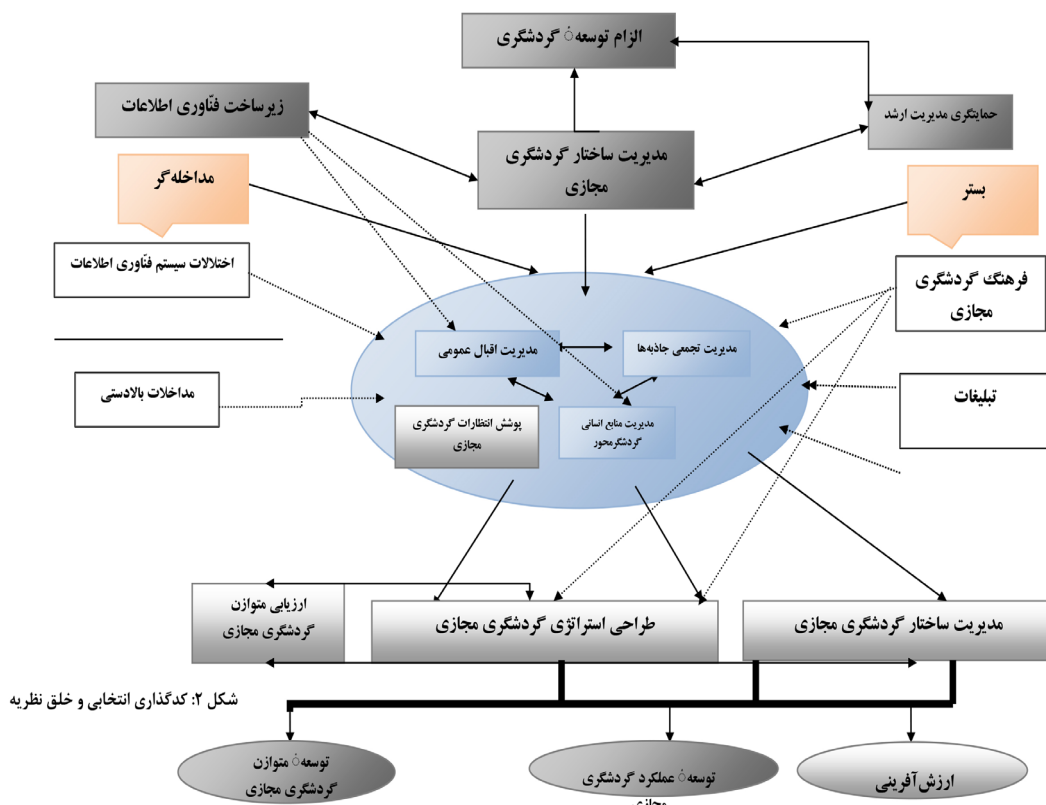 الزام توسعهٔ گردشگری
زیرساخت فنّاوری اطلاعات
حمایتگری مدیریت ارشد
مدیریت ساختار گردشگری
مجازی
مداخله‌گر
بستر
اختلالات سیستم فنّاوری اطلاعات
فرهنگ گردشگری
مجازی
مدیریت تجمعی جاذبه‌ها
مدیریت اقبال عمومی
مداخلات بالادستی
تبلیغات
مدیریت منابع انسانی
گردشگرمحور
پوشش انتظارات گردشگری
مجازی
ارزیابی متوازن
گردشگری مجازی
طراحی استراتژی گردشگری مجازی
مدیریت ساختار گردشگری مجازی
شکل ۲: کدگذاری انتخابی و خلق نظریه
توسعهٔ متوازن
گردشگری مجازی
توسعهٔ عملکرد گردشگری
مجازی
ارزش‌آفرینی